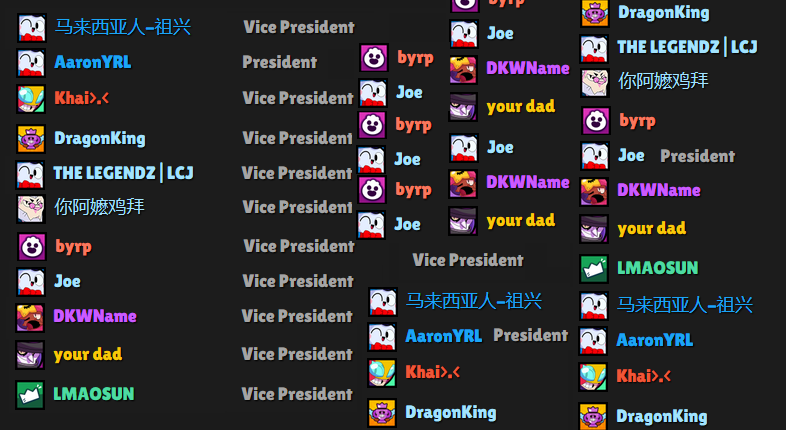 马来西亚人-祖兴 Vice President
AaronYRL President
Khai>.< Vice President
DragonKing Vice President
THE LEGENDZ | LCJ Vice President
你阿嬷鸡拜 Vice President
byrp Vice President
Joe Vice President
DKWName Vice President
your dad Vice President
LMAOSUN Vice President
byrp
Joe
byrp
Joe
byrp
Joe
byrp
Joe
DKWName
your dad
Joe
DKWName
your dad
Vice President
马来西亚人-祖兴
AaronYRL President
Khai>.<
DragonKing
DragonKing
THE LEGENDZ | LCJ
你阿嬷鸡拜
byrp
Joe President
DKWName
your dad
LMAOSUN
马来西亚人-祖兴
AaronYRL
Khai>.<
DragonKing